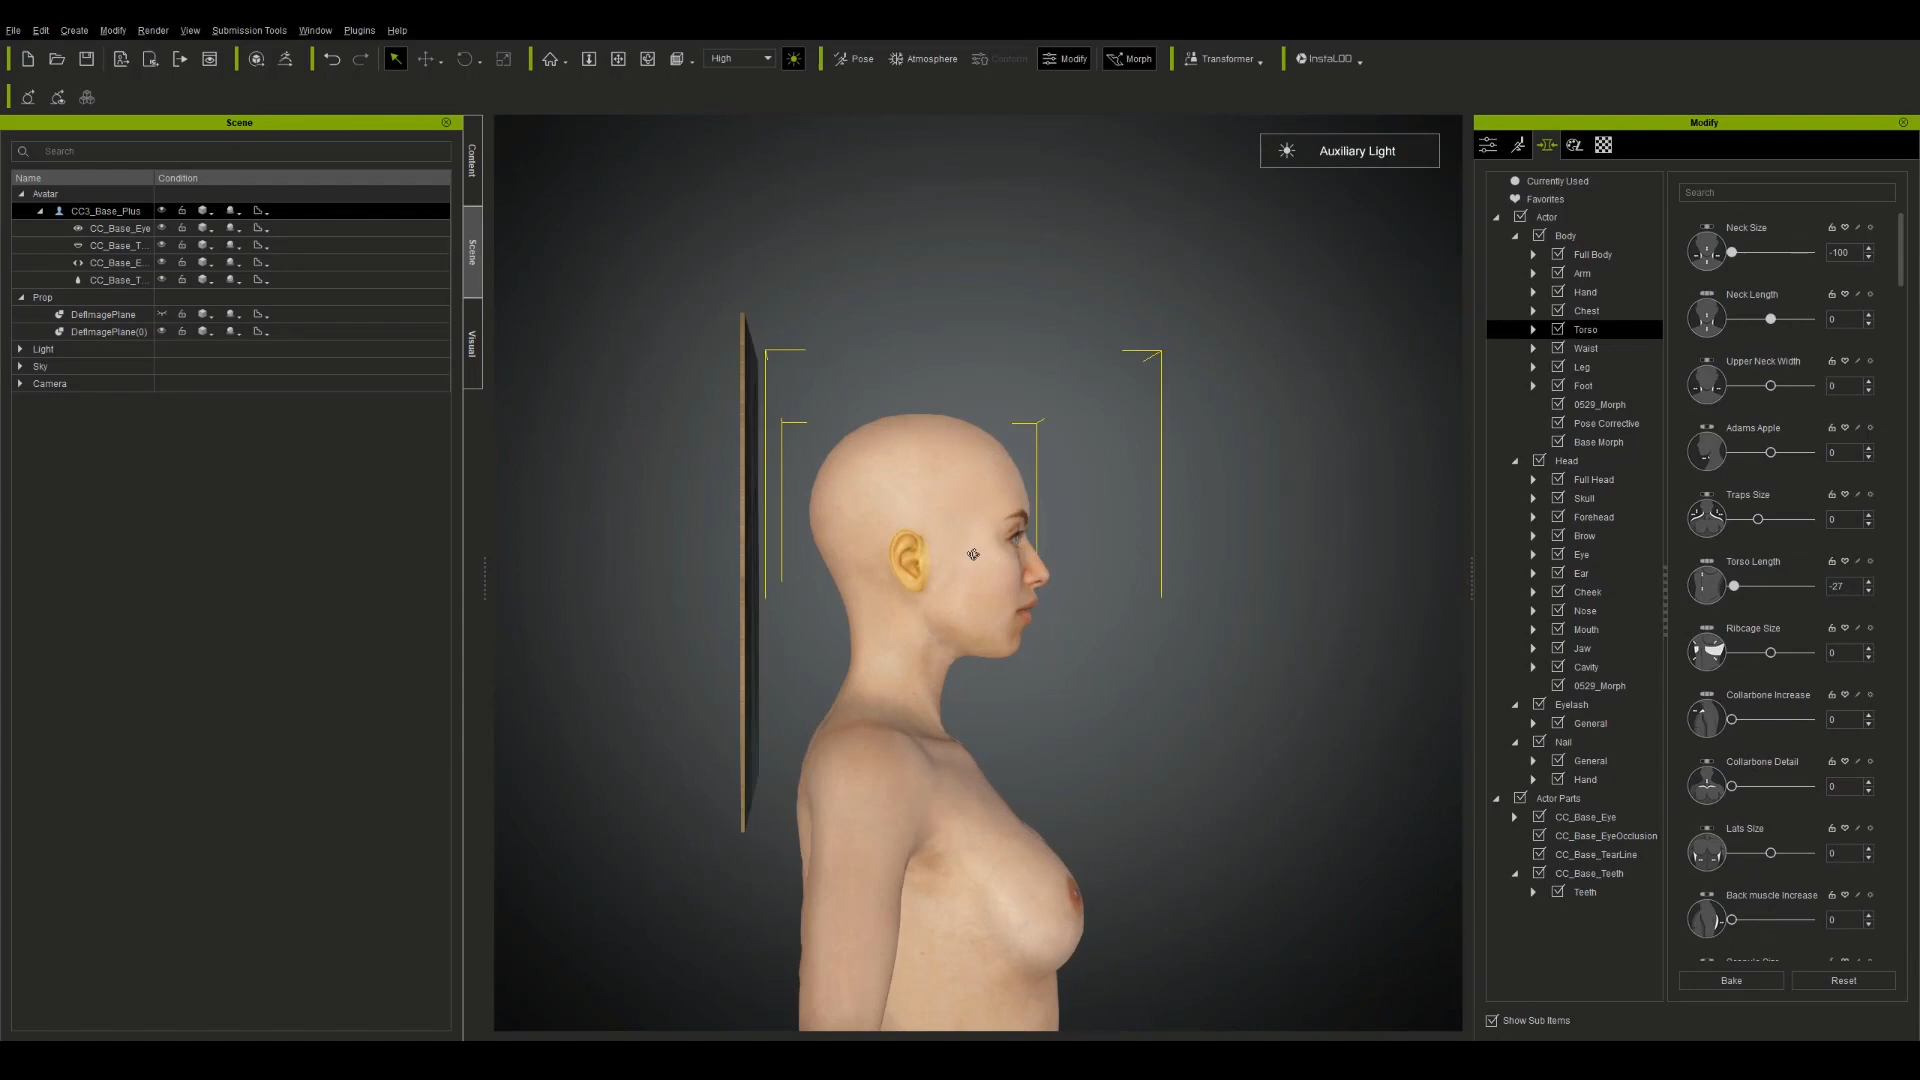 File Edit Create Modify Render View Submission Tools Window Plugins Help
High Pose Atmosphere Conform Modify Morph Transformer InstaLOD
Scene
Search
Name Condition
Avatar
CC3_Base_Plus
CC_Base_Eye
CC_Base_T...
CC_Base_E...
CC_Base_T...
Prop
DefImagePlane
DefImagePlane(0)
Light
Sky
Camera
Content
Scene
Visual
Auxiliary Light
Modify
Currently Used
Favorites
Actor
Body
Full Body
Arm
Hand
Chest
Torso
Waist
Leg
Foot
0529_Morph
Pose Corrective
Base Morph
Head
Full Head
Skull
Forehead
Brow
Eye
Ear
Cheek
Nose
Mouth
Jaw
Cavity
0529_Morph
Eyelash
General
Nail
General
Hand
Actor Parts
CC_Base_Eye
CC_Base_EyeOcclusion
CC_Base_TearLine
CC_Base_Teeth
Teeth
Show Sub Items
Search
Neck Size
-100
Neck Length
0
Upper Neck Width
0
Adams Apple
0
Traps Size
0
Torso Length
-27
Ribcage Size
0
Collarbone Increase
0
Collarbone Detail
0
Lats Size
0
Back muscle Increase
0
Bake Reset